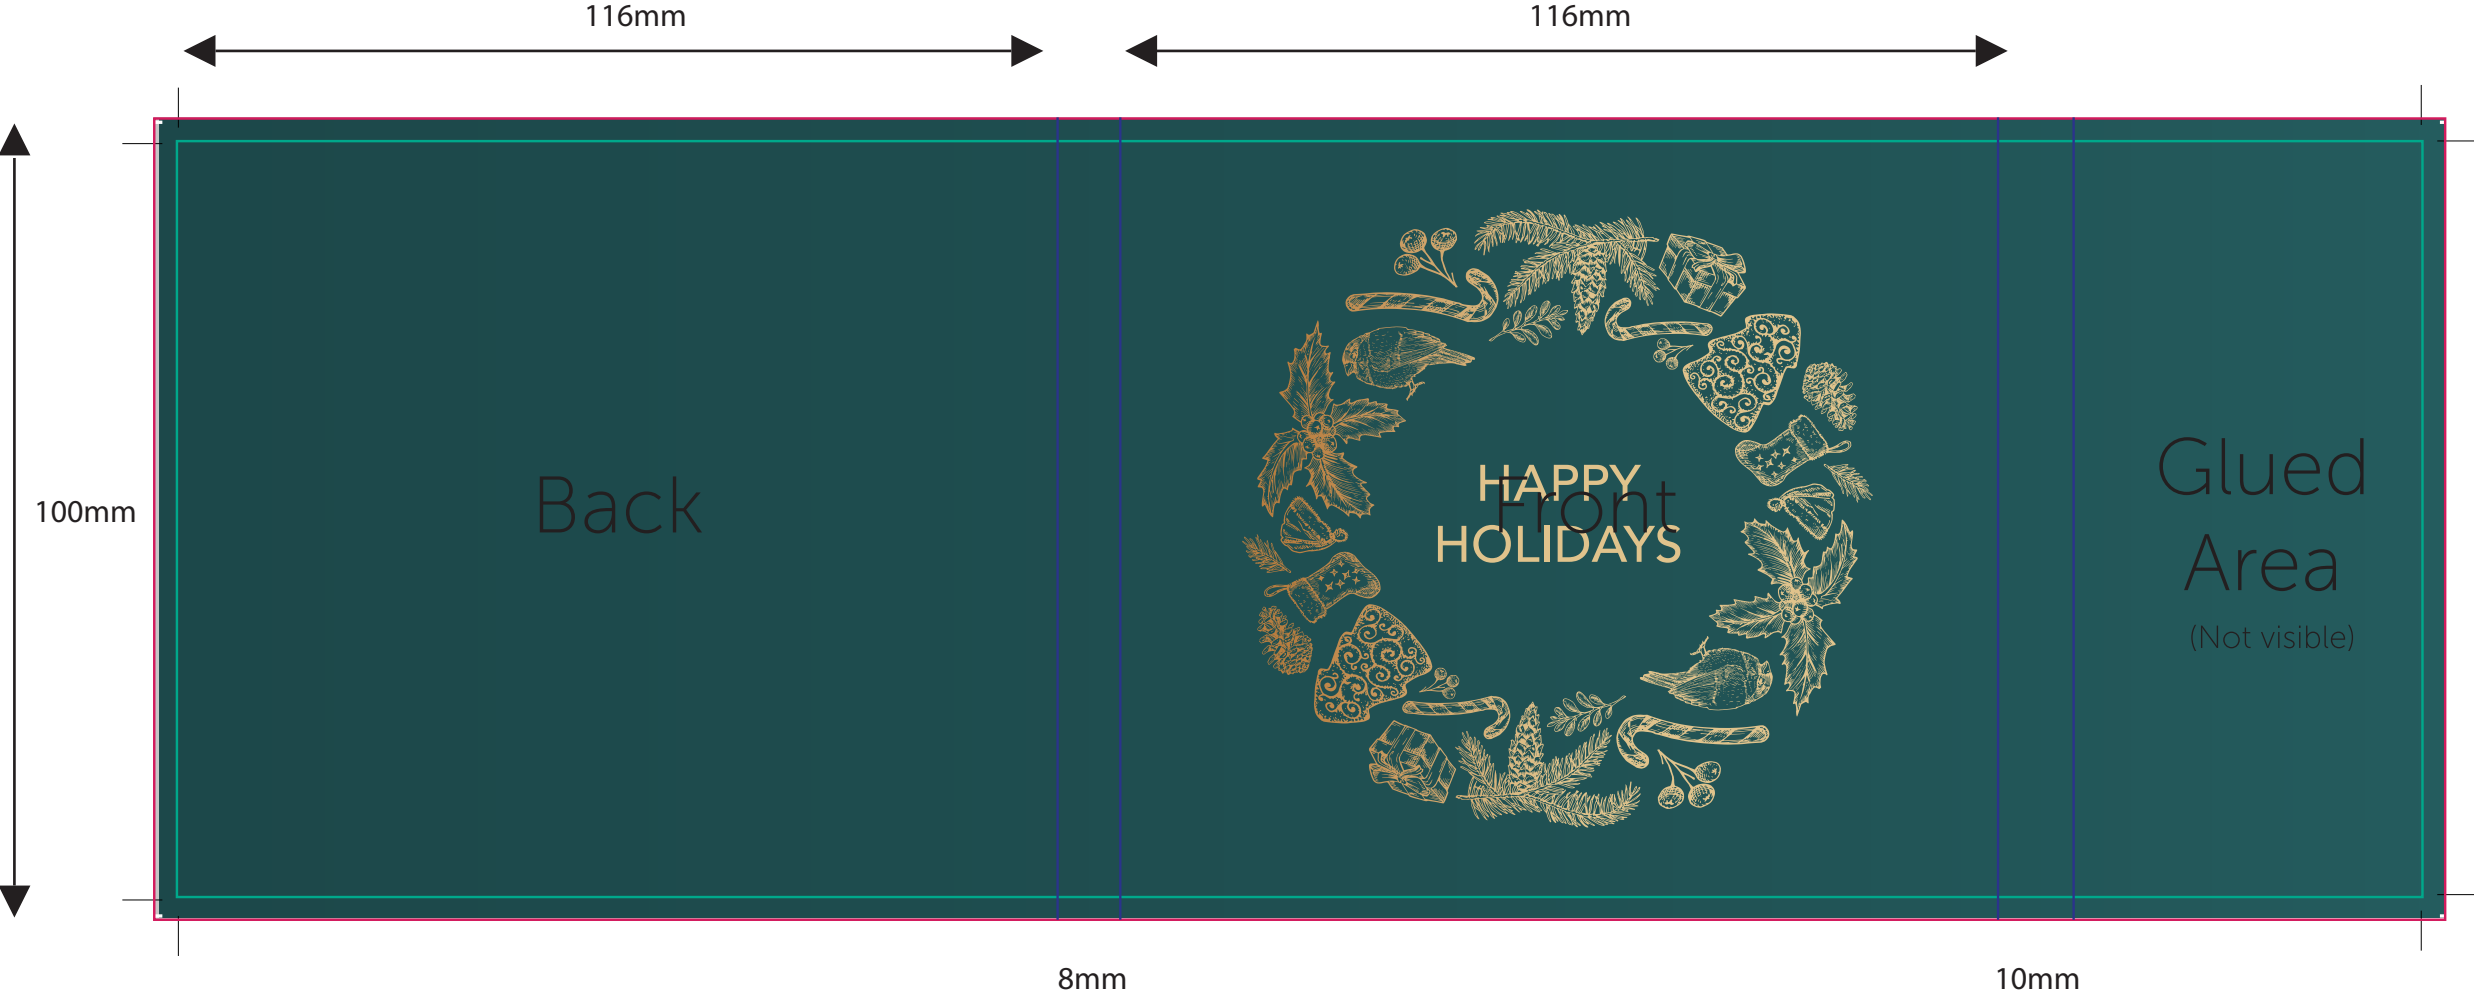 116mm
116mm
100mm
Back
HAPPY
HOLIDAYS
Front
Glued
Area
(Not visible)
8mm
10mm